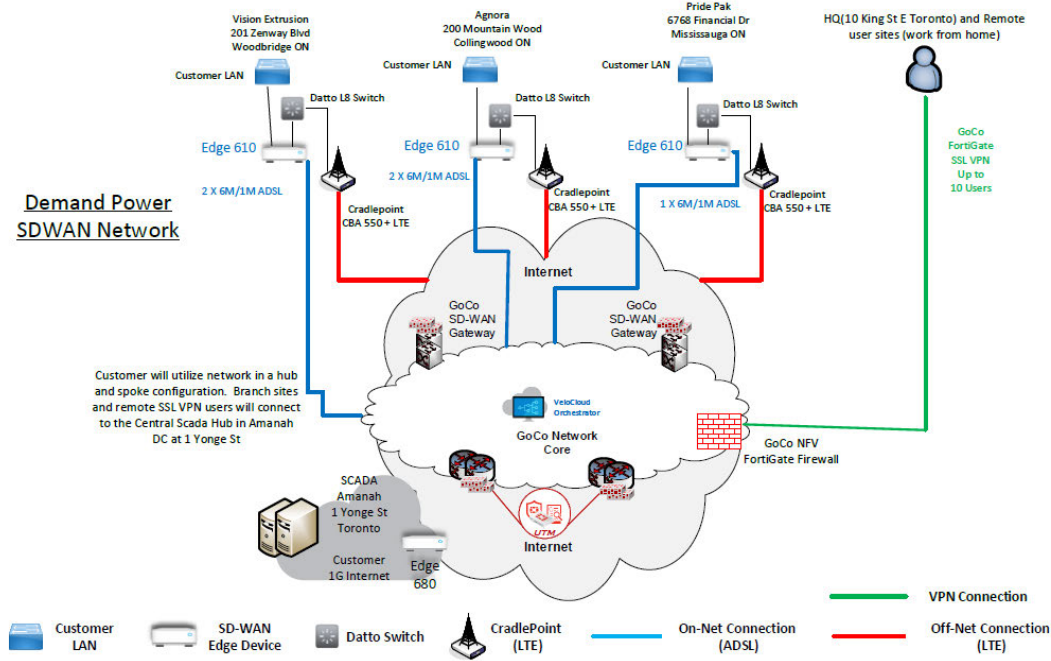 Vision Extrusion
201 Zenway Blvd
Woodbridge ON
Agnora
200 Mountain Wood
Collingwood ON
Pride Pak
6768 Financial Dr
Mississauga ON
HQ(10 King St E Toronto) and Remote
user sites (work from home)
Customer LAN
Customer LAN
Customer LAN
Datto L8 Switch
Datto L8 Switch
Datto L8 Switch
Edge 610
Edge 610
Edge 610
2 X 6M/1M ADSL
2 X 6M/1M ADSL
1 X 6M/1M ADSL
Cradlepoint
CBA 550 + LTE
Cradlepoint
CBA 550 + LTE
Cradlepoint
CBA 550 + LTE
GoCo
FortiGate
SSL VPN
Up to
10 Users
Demand Power
SDWAN Network
Internet
GoCo
SD-WAN
Gateway
GoCo
SD-WAN
Gateway
Customer will utilize network in a hub
and spoke configuration. Branch sites
and remote SSL VPN users will connect
to the Central Scada Hub in Amanah
DC at 1 Yonge St
VeloCloud
Orchestrator
GoCo Network
Core
GoCo NFV
FortiGate Firewall
SCADA
Amanah
1 Yonge St
Toronto
Customer
1G Internet
Edge
680
UTM
Internet
VPN Connection
Customer
LAN
SD-WAN
Edge Device
Datto Switch
CradlePoint
(LTE)
On-Net Connection
(ADSL)
Off-Net Connection
(LTE)